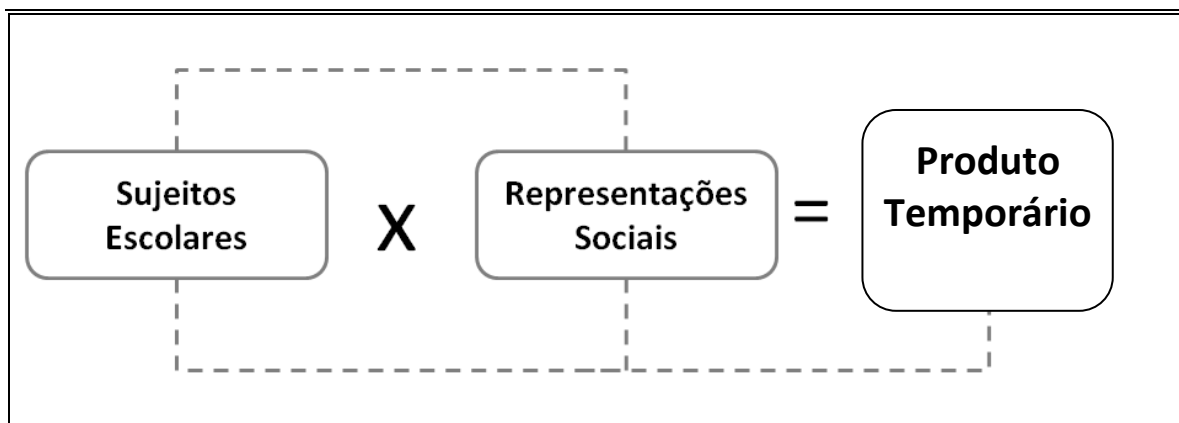 Sujeitos
Escolares
X
Representações
Sociais
=
Produto
Temporário